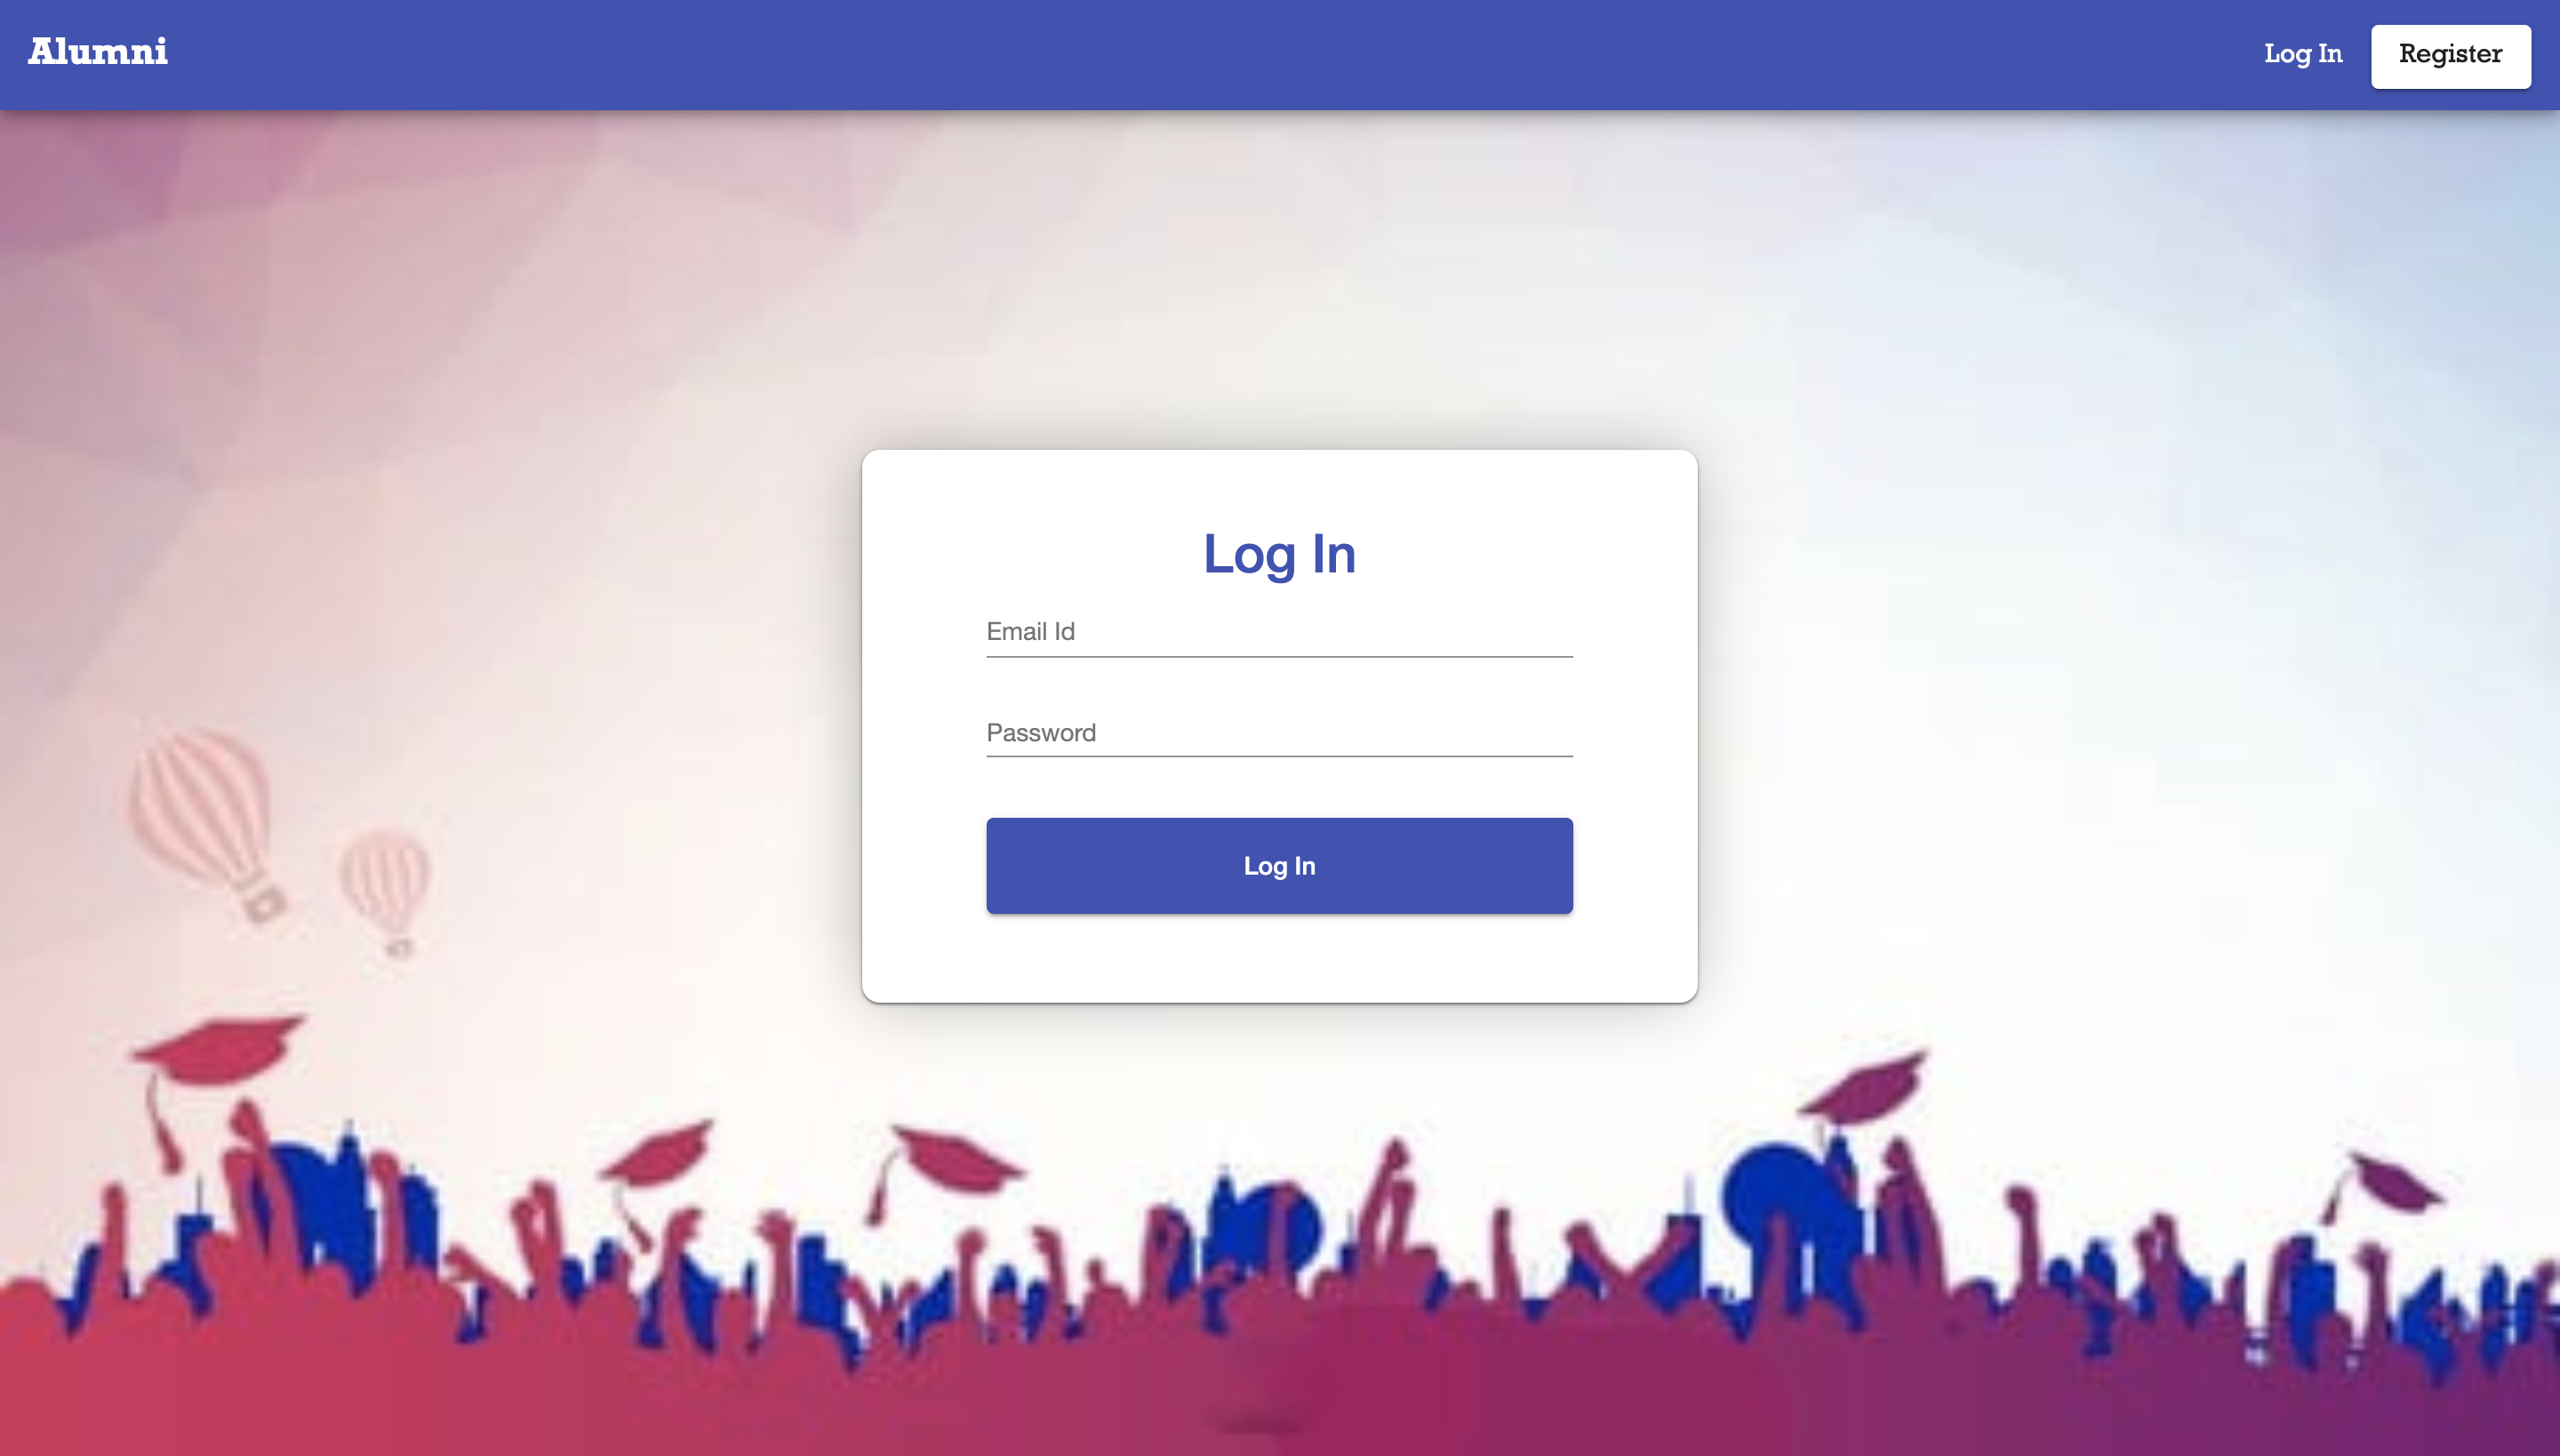 Alumni
Log In
Register
Log In
Email Id
Password
Log In